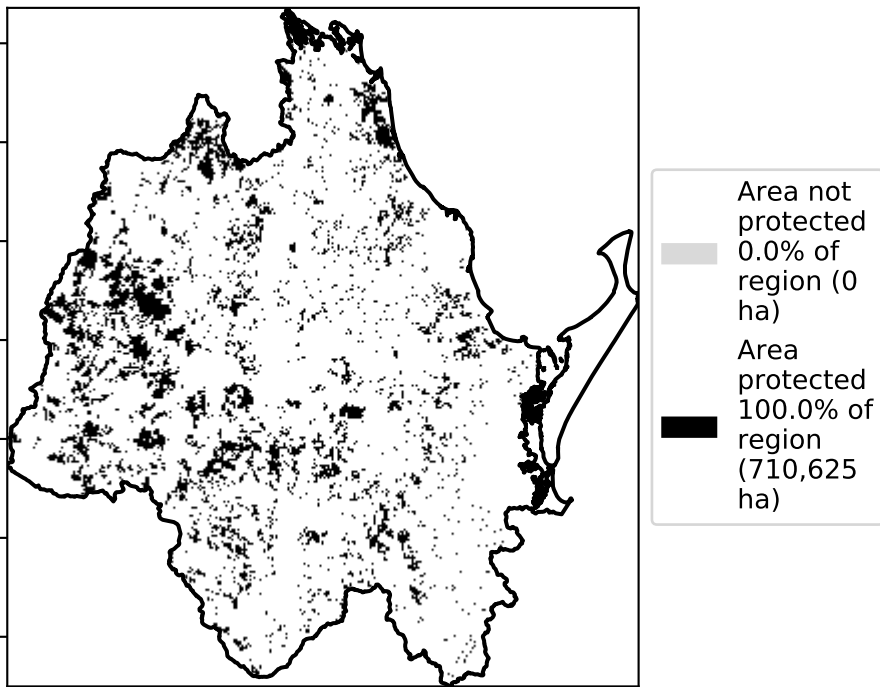 Area not
protected
0.0% of
region (0
ha)
Area
protected
100.0% of
region
(710,625
ha)